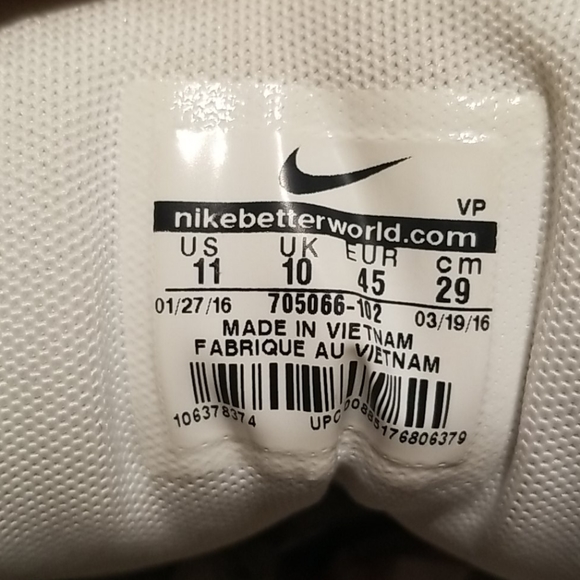 VP
nikebetterworld.com
US UK EUR cm
11 10 45 29
01/27/16 705066-102 03/19/16
MADE IN VIETNAM
FABRIQUE AU VIETNAM
106378374 UPC 00885176806379